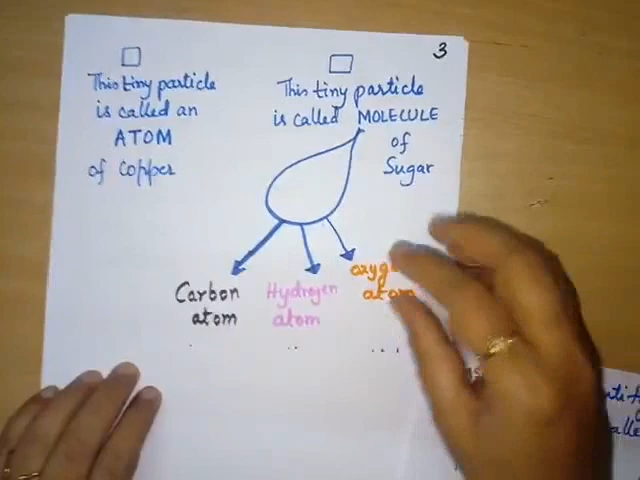 3
This tiny particle
is called an
ATOM
of Copper
This tiny particle
is called MOLECULE
of
Sugar
Carbon
atom
Hydrogen
atom
atom